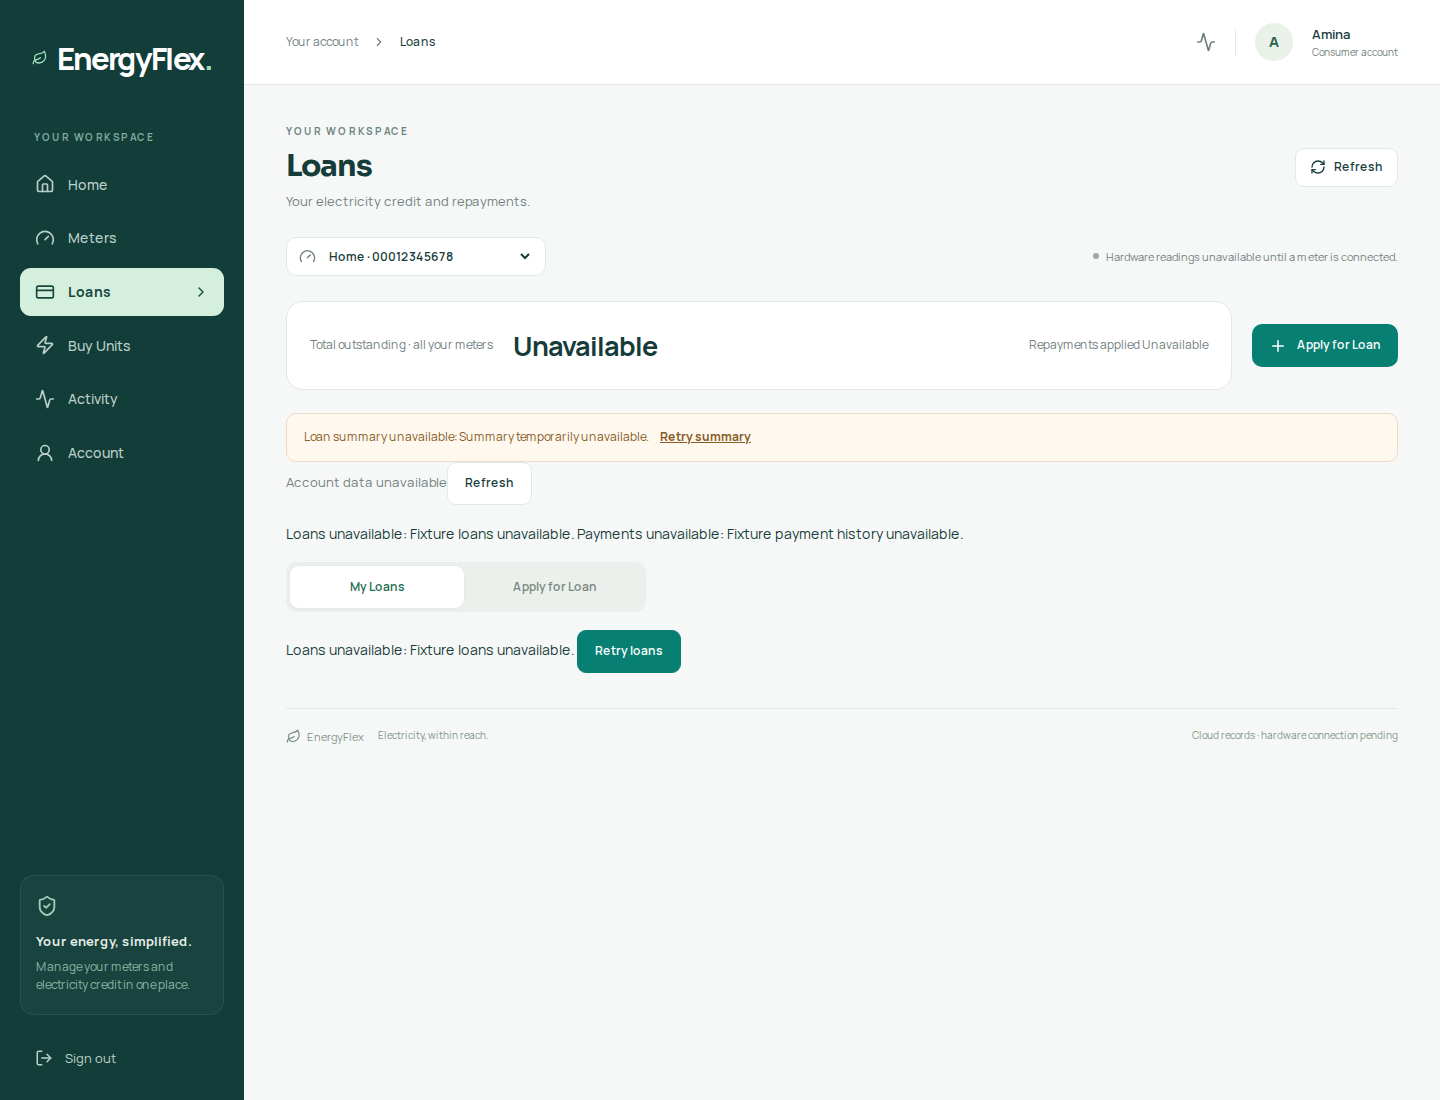 EnergyFlex.
YOUR WORKSPACE
Home
Meters
Loans
Buy Units
Activity
Account
Your energy, simplified.
Manage your meters and
electricity credit in one place.
Sign out
Your account > Loans
A
Amina
Consumer account
YOUR WORKSPACE
Loans
Your electricity credit and repayments.
Refresh
Home · 00012345678
Hardware readings unavailable until a meter is connected.
Total outstanding · all your meters Unavailable
Repayments applied Unavailable
Apply for Loan
Loan summary unavailable: Summary temporarily unavailable. Retry summary
Account data unavailable Refresh
Loans unavailable: Fixture loans unavailable. Payments unavailable: Fixture payment history unavailable.
My Loans
Apply for Loan
Loans unavailable: Fixture loans unavailable. Retry loans
EnergyFlex Electricity, within reach.
Cloud records · hardware connection pending